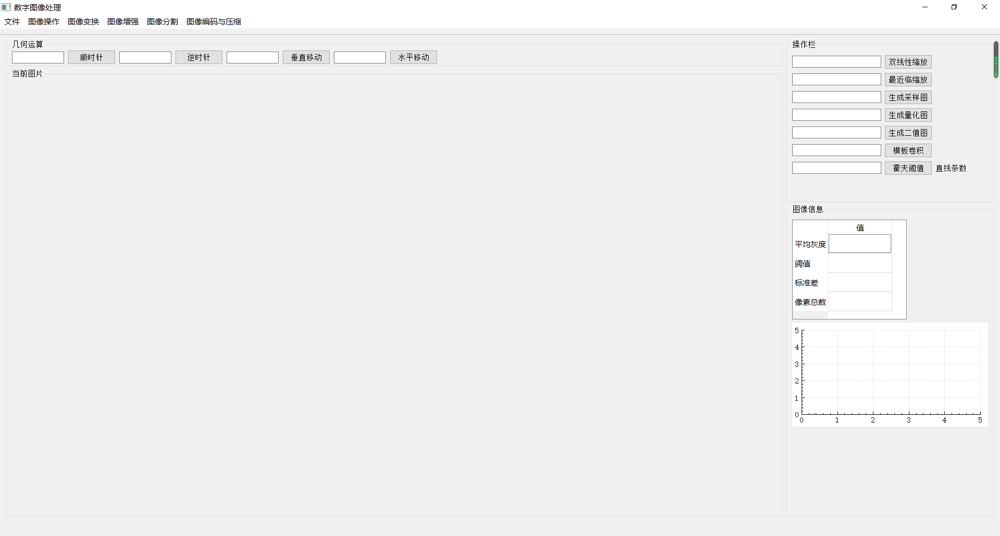 数字图像处理
文件 图像操作 图像变换 图像增强 图像分割 图像编码与压缩
几何运算
顺时针 逆时针 垂直移动 水平移动
当前图片
操作栏
双线性缩放
最近临缩放
生成采样图
生成量化图
生成二值图
模板卷积
霍夫阈值 直线条数
图像信息
值
平均灰度
阈值
标准差
像素总数
5
4
3
2
1
0
0 1 2 3 4 5